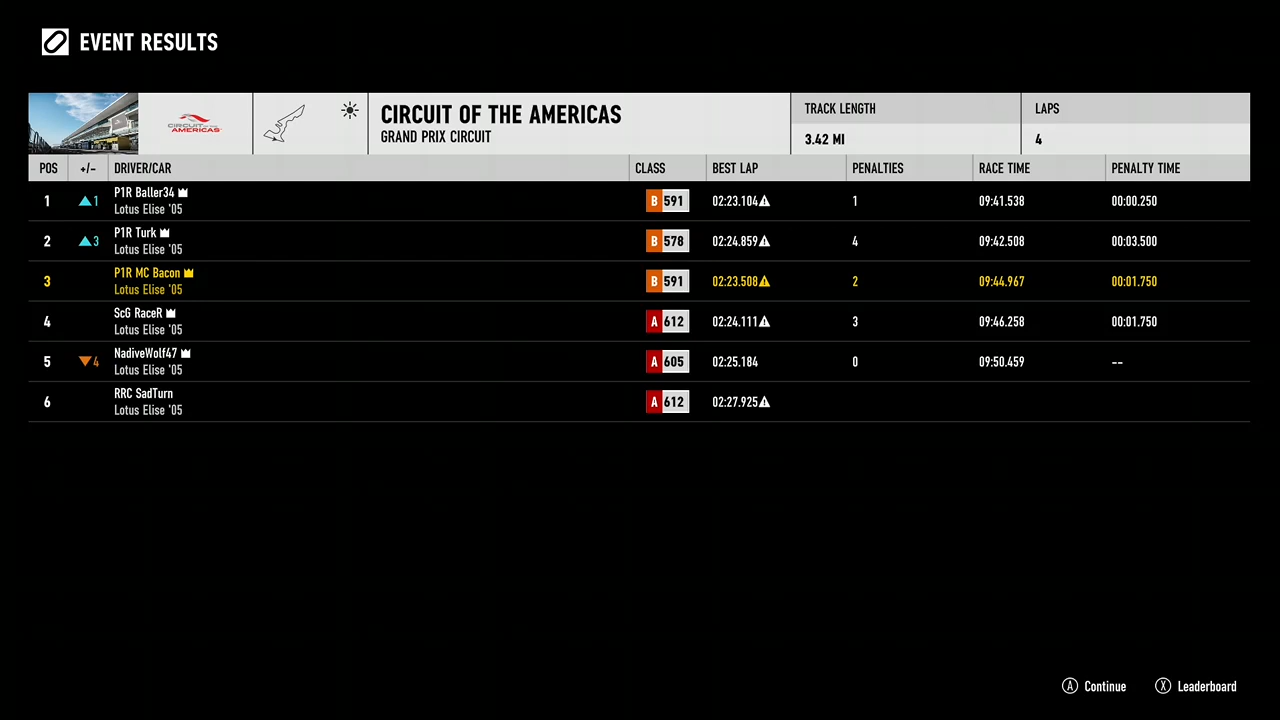 EVENT RESULTS
CIRCUIT OF THE AMERICAS
CIRCUIT OF THE AMERICAS
GRAND PRIX CIRCUIT
TRACK LENGTH
3.42 MI
LAPS
4
POS +/- DRIVER/CAR CLASS BEST LAP PENALTIES RACE TIME PENALTY TIME
1 1 P1R Baller34 B 591 02:23.104 1 09:41.538 00:00.250
Lotus Elise '05
2 3 P1R Turk B 578 02:24.859 4 09:42.508 00:03.500
Lotus Elise '05
3 P1R MC Bacon B 591 02:23.508 2 09:44.967 00:01.750
Lotus Elise '05
4 ScG RaceR A 612 02:24.111 3 09:46.258 00:01.750
Lotus Elise '05
5 4 NadiveWolf47 A 605 02:25.184 0 09:50.459 --
Lotus Elise '05
6 RRC SadTurn A 612 02:27.925
Lotus Elise '05
A Continue X Leaderboard